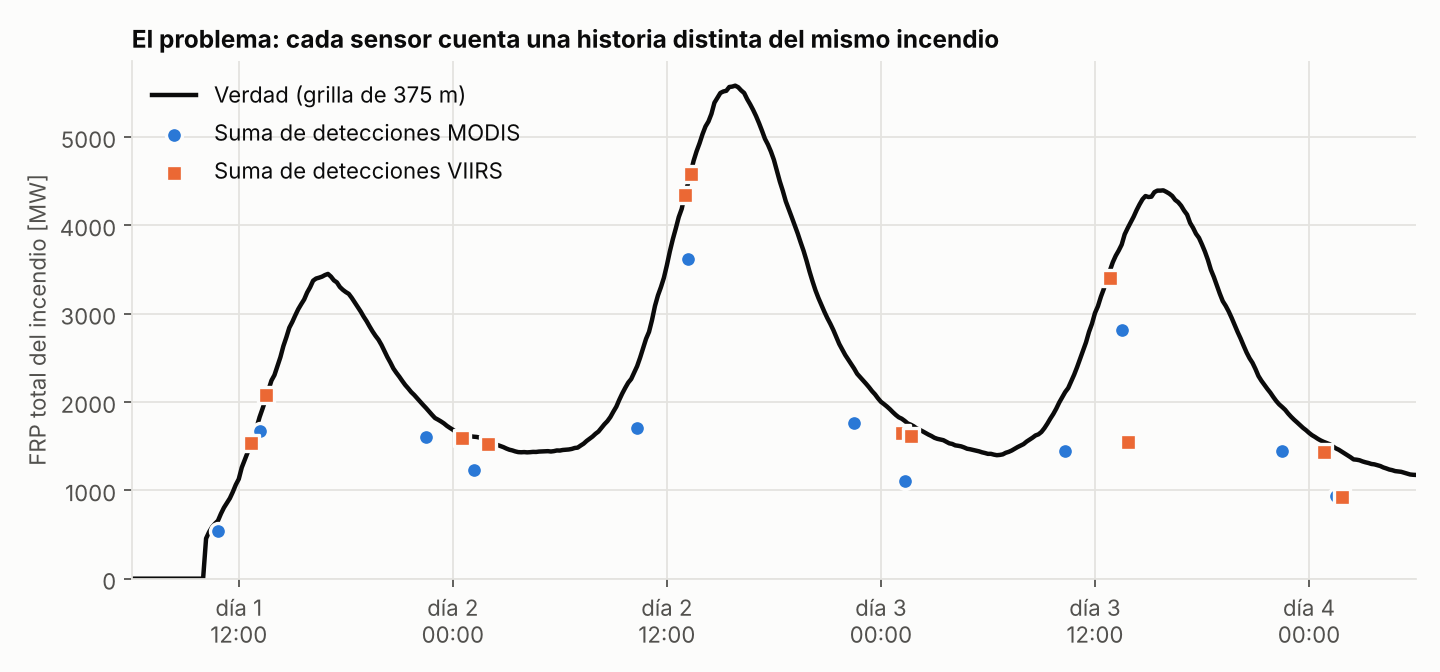 El problema: cada sensor cuenta una historia distinta del mismo incendio
Verdad (grilla de 375 m)
Suma de detecciones MODIS
Suma de detecciones VIIRS
FRP total del incendio [MW]
5000
4000
3000
2000
1000
0
día 1
12:00
día 2
00:00
día 2
12:00
día 3
00:00
día 3
12:00
día 4
00:00